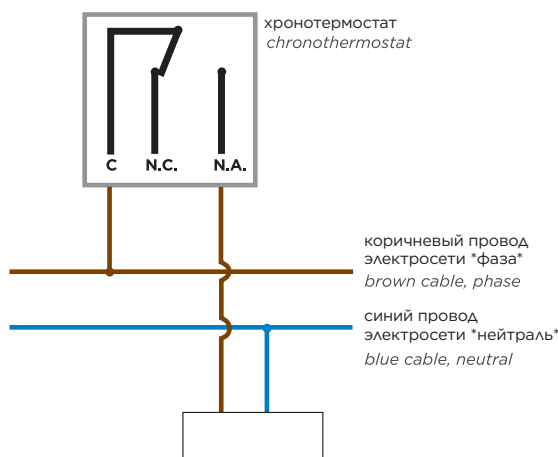 хронотермостат
chronothermostat
C N.C. N.A.
коричневый провод
электросети *фаза*
brown cable, phase
синий провод
электросети *нейтраль*
blue cable, neutral